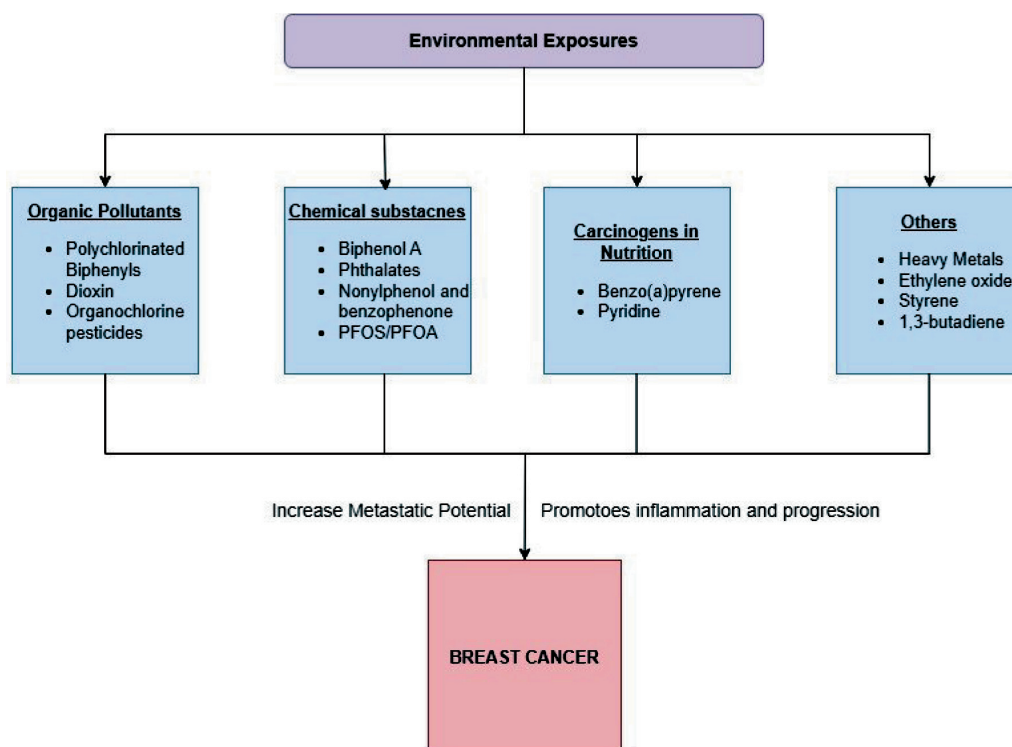 Environmental Exposures
Organic Pollutants
• Polychlorinated
Biphenyls
• Dioxin
• Organochlorine
pesticides
Chemical substacnes
• Biphenol A
• Phthalates
• Nonylphenol and
benzophenone
• PFOS/PFOA
Carcinogens in
Nutrition
• Benzo(a)pyrene
• Pyridine
Others
• Heavy Metals
• Ethylene oxide
• Styrene
• 1,3-butadiene
Increase Metastatic Potential
Promotoes inflammation and progression
BREAST CANCER